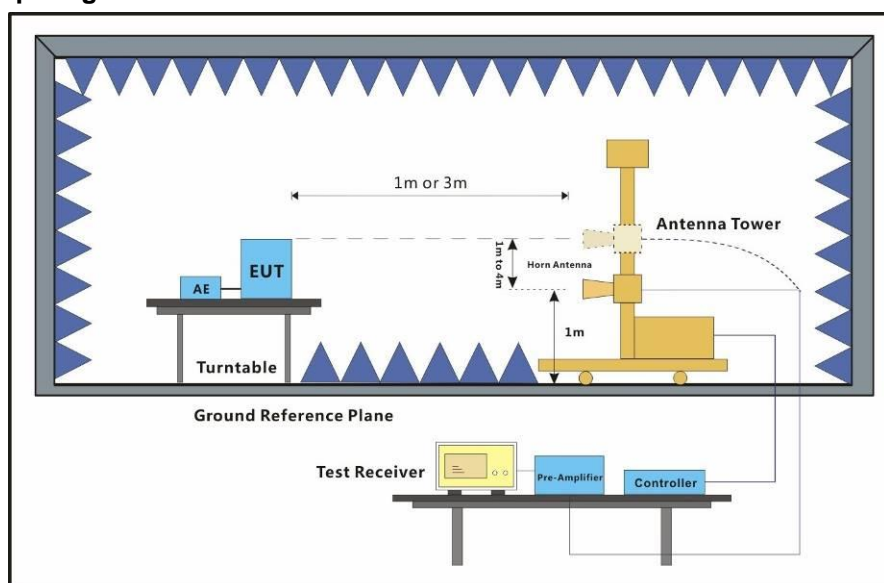 1m or 3m
Antenna Tower
1m to 4m
Horn Antenna
EUT
AE
1m
Turntable
Ground Reference Plane
Test Receiver
Pre-Amplifier
Controller